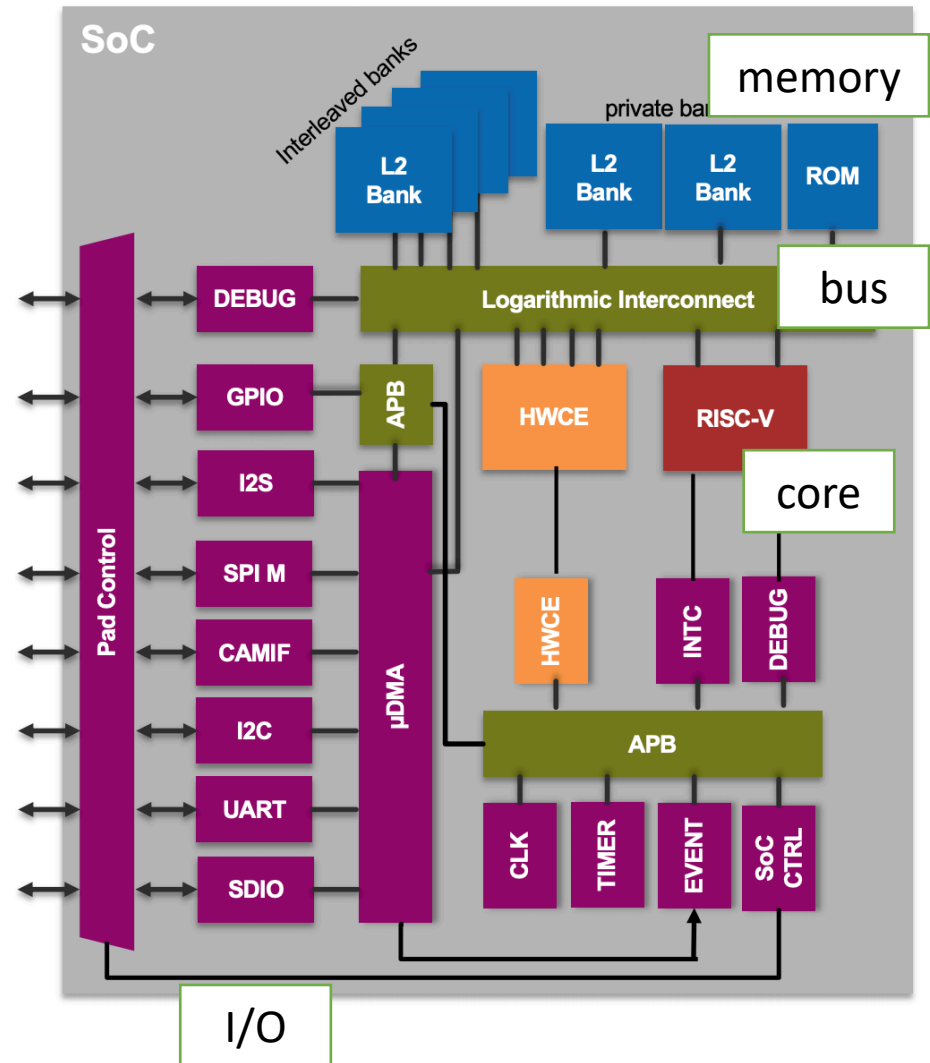 SoC
Interleaved banks
memory
private ba
L2
Bank
L2
Bank
L2
Bank
ROM
bus
DEBUG
Logarithmic Interconnect
GPIO
APB
HWCE
RISC-V
I2S
core
Pad Control
SPI M
HWCE
INTC
DEBUG
CAMIF
µDMA
I2C
APB
UART
CLK
TIMER
EVENT
SoC
CTRL
SDIO
I/O